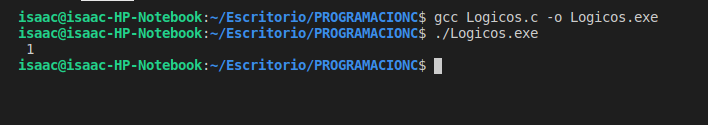 isaac@isaac-HP-Notebook:~/Escritorio/PROGRAMACIONC$ gcc Logicos.c -o Logicos.exe
isaac@isaac-HP-Notebook:~/Escritorio/PROGRAMACIONC$ ./Logicos.exe
 1
isaac@isaac-HP-Notebook:~/Escritorio/PROGRAMACIONC$